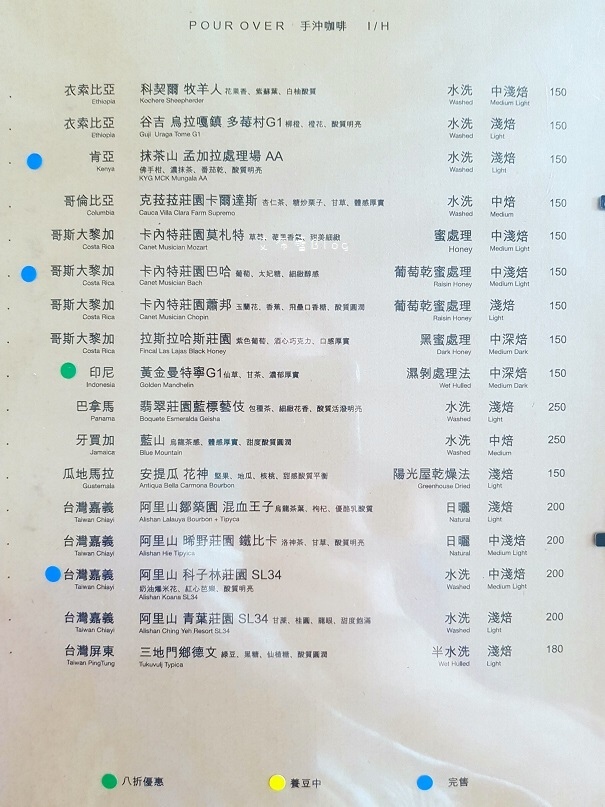 POUR OVER 手沖咖啡 I/H
衣索比亞 科契爾 牧羊人 花果香、紫蘇葉、白柚酸質 水洗 中淺焙 150
Ethiopia Kochere Sheepherder Washed Medium Light
衣索比亞 谷吉 烏拉嘎鎮 多莓村G1 柳橙、橙花、酸質明亮 水洗 淺焙 150
Ethiopia Guji Uraga Tome G1 Washed Light
肯亞 抹茶山 孟加拉處理場 AA 水洗 淺焙 150
Kenya 佛手柑、濃抹茶、番茄乾、酸質明亮 Washed Light
KYG MCK Mungala AA
哥倫比亞 克菈菈莊園卡爾達斯 杏仁茶、糖炒栗子、甘草、體感厚實 水洗 中焙 150
Columbia Cauca Villa Clara Farm Supremo Washed Medium
哥斯大黎加 卡內特莊園莫札特 草莓、甜美細緻 蜜處理 中淺焙 150
Costa Rica Canet Musician Mozart Honey Medium Light
哥斯大黎加 卡內特莊園巴哈 葡萄、太妃糖、細緻醇感 葡萄乾蜜處理 中淺焙 150
Costa Rica Canet Musician Bach Raisin Honey Medium Light
哥斯大黎加 卡內特莊園蕭邦 玉蘭花、香蕉、飛壘口香糖、酸質圓潤 葡萄乾蜜處理 淺焙 150
Costa Rica Canet Musician Chopin Raisin Honey Light
哥斯大黎加 拉斯拉哈斯莊園 紫色葡萄、酒心巧克力、口感厚實 黑蜜處理 中深焙 150
Costa Rica Fincal Las Lajas Black Honey Dark Honey Medium Dark
印尼 黃金曼特寧G1 仙草、甘茶、濃郁厚實 濕剝處理法 中深焙 150
Indonesia Golden Mandhelin Wet Hulled Medium Dark
巴拿馬 翡翠莊園藍標藝伎 包種茶、細緻花香、酸質活潑明亮 水洗 淺焙 250
Panama Boquete Esmeralda Geisha Washed Light
牙買加 藍山 烏龍茶感、體感厚實、甜度酸質圓潤 水洗 中焙 250
Jamaica Blue Mountain Washed Medium
瓜地馬拉 安提瓜 花神 堅果、地瓜、核桃、甜感酸質平衡 陽光屋乾燥法 淺焙 150
Guatemala Antiqua Bella Carmona Bourbon Greenhouse Dried Light
台灣嘉義 阿里山鄒築園 混血王子 烏龍茶葉、枸杞、優酪乳酸 日曬 淺焙 200
Taiwan Chiayi Alishan Lalauya Bourbon + Tipyca Natural Light
台灣嘉義 阿里山 晞野莊園 鐵比卡 洛神茶、甘草、酸質明亮 日曬 中淺焙 200
Taiwan Chiayi Alishan Hie Tipyica Natural Medium Light
台灣嘉義 阿里山 科子林莊園 SL34 水洗 中淺焙 200
Taiwan Chiayi 奶油爆米花、紅心芭樂、酸質明亮 Washed Medium Light
Alishan Koana SL34
台灣嘉義 阿里山 青葉莊園 SL34 甘蔗、桂圓、龍眼、甜度飽滿 水洗 淺焙 200
Taiwan Chiayi Alishan Ching Yeh Resort SL34 Washed Light
台灣屏東 三地門鄉德文 綠豆、黑糖、仙楂糖、酸質圓潤 半水洗 淺焙 180
Taiwan PingTung Tukuvulj Typica Wet Hulled Light
八折優惠 養豆中 完售